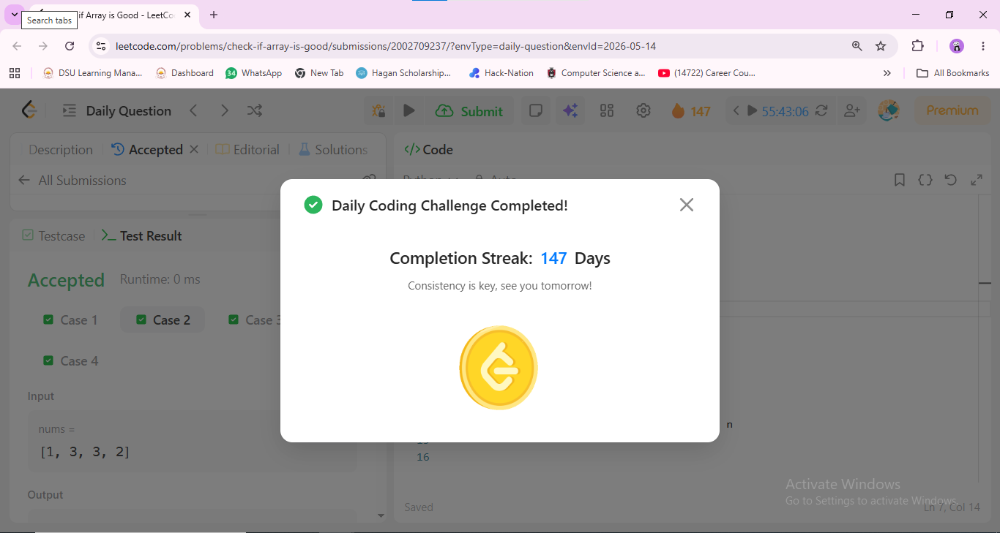 if Array is Good - LeetCo
Search tabs
leetcode.com/problems/check-if-array-is-good/submissions/2002709237/?envType=daily-question&envId=2026-05-14
DSU Learning Mana... Dashboard 34 WhatsApp New Tab Hagan Scholarship... Hack-Nation Computer Science a... (14722) Career Cou... » All Bookmarks
Daily Question Submit 147 55:43:06 Premium
Description Accepted Editorial Solutions </> Code
All Submissions Python Auto
Daily Coding Challenge Completed!
Testcase >_ Test Result
Completion Streak: 147 Days
Accepted Runtime: 0 ms
Consistency is key, see you tomorrow!
Case 1 Case 2 Case 3
Case 4
Input
nums =
n
[1, 3, 3, 2]
16
Activate Windows
Go to Settings to activate Windows.
Output
Saved Ln 7, Col 14